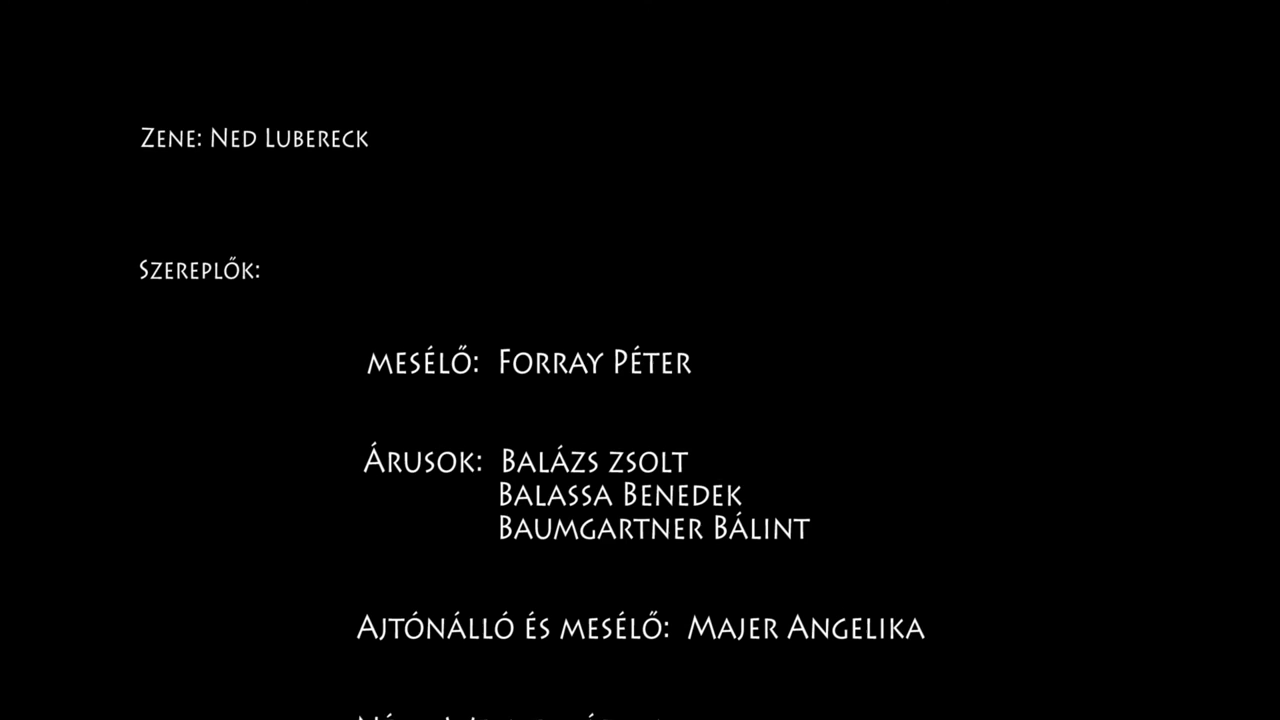 Zene: Ned Lubereck
Szereplők:
mesélő: Forray Péter
Árusok: Balázs zsolt
Balassa Benedek
Baumgartner Bálint
Ajtónálló és mesélő: Majer Angelika